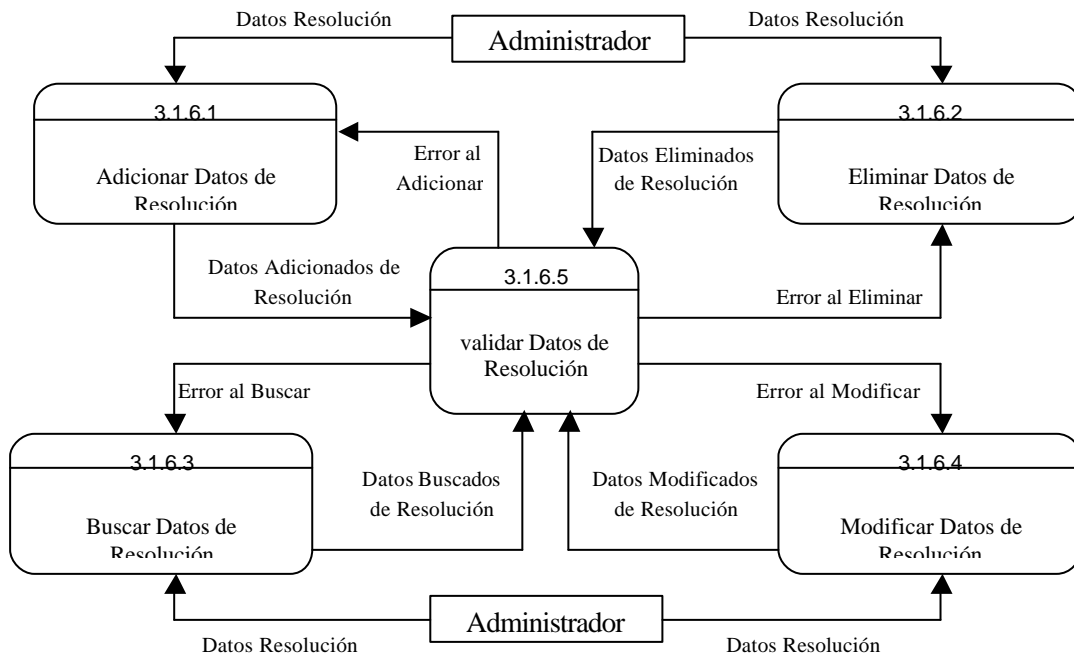 Datos Resolución
Administrador
Datos Resolución
3.1.6.1
Adicionar Datos de
Resolución
Error al
Adicionar
Datos Eliminados
de Resolución
3.1.6.2
Eliminar Datos de
Resolución
Datos Adicionados de
Resolución
3.1.6.5
validar Datos de
Resolución
Error al Eliminar
Error al Buscar
Error al Modificar
3.1.6.3
Buscar Datos de
Resolución
Datos Buscados
de Resolución
Datos Modificados
de Resolución
3.1.6.4
Modificar Datos de
Resolución
Datos Resolución
Administrador
Datos Resolución